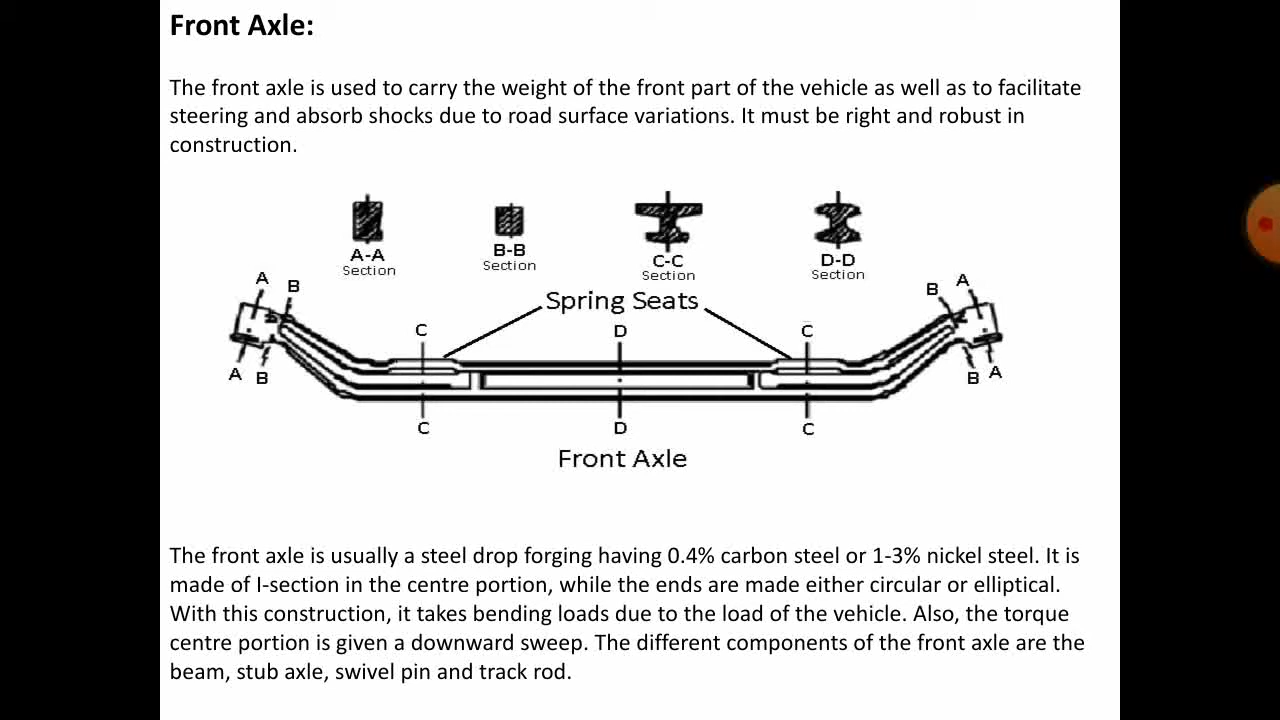 Front Axle:
The front axle is used to carry the weight of the front part of the vehicle as well as to facilitate
steering and absorb shocks due to road surface variations. It must be right and robust in
construction.
A-A
Section
B-B
Section
C-C
Section
D-D
Section
A B
Spring Seats
B A
C
D
C
A B
B A
C
D
C
Front Axle
The front axle is usually a steel drop forging having 0.4% carbon steel or 1-3% nickel steel. It is
made of I-section in the centre portion, while the ends are made either circular or elliptical.
With this construction, it takes bending loads due to the load of the vehicle. Also, the torque
centre portion is given a downward sweep. The different components of the front axle are the
beam, stub axle, swivel pin and track rod.